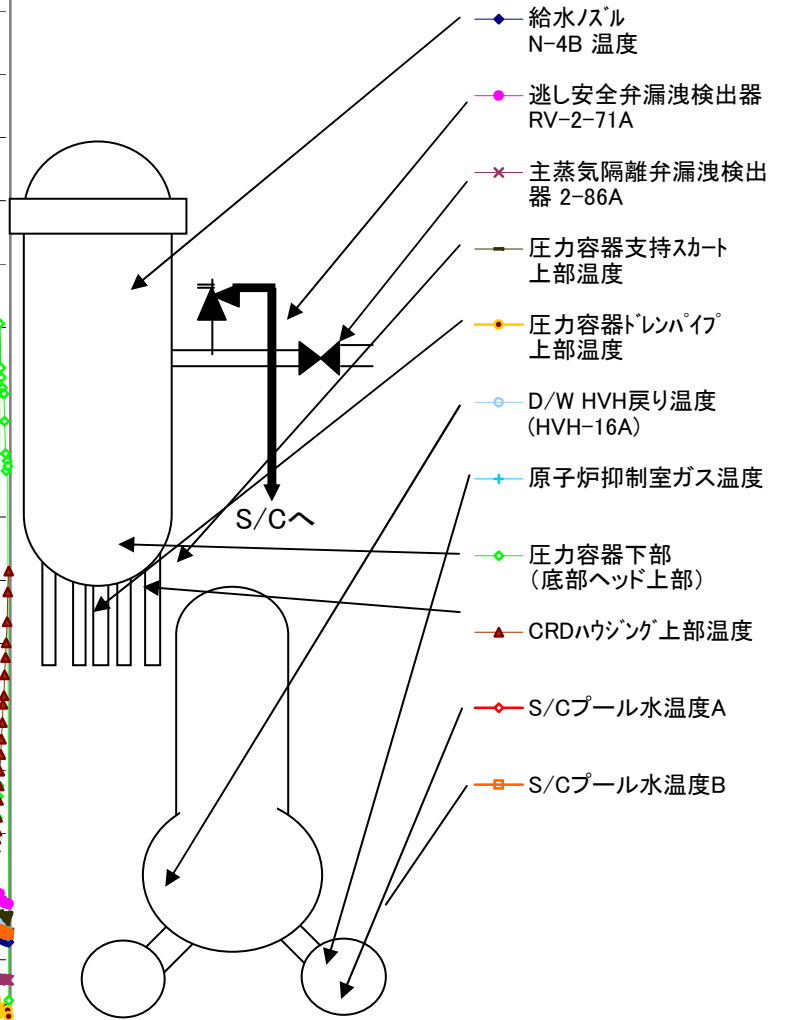 給水ノズル
N-4B 温度
逃し安全弁漏洩検出器
RV-2-71A
主蒸気隔離弁漏洩検出
器 2-86A
圧力容器支持スカート
上部温度
圧力容器ドレンパイプ
上部温度
D/W HVH戻り温度
(HVH-16A)
原子炉抑制室ガス温度
S/Cへ
圧力容器下部
(底部ヘッド上部)
CRDハウジング上部温度
S/Cプール水温度A
S/Cプール水温度B